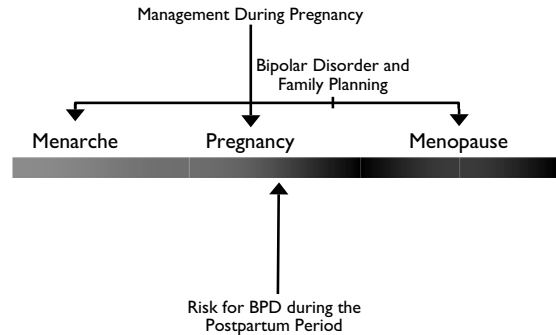 Management During Pregnancy
Bipolar Disorder and
Family Planning
Menarche
Pregnancy
Menopause
Risk for BPD during the
Postpartum Period